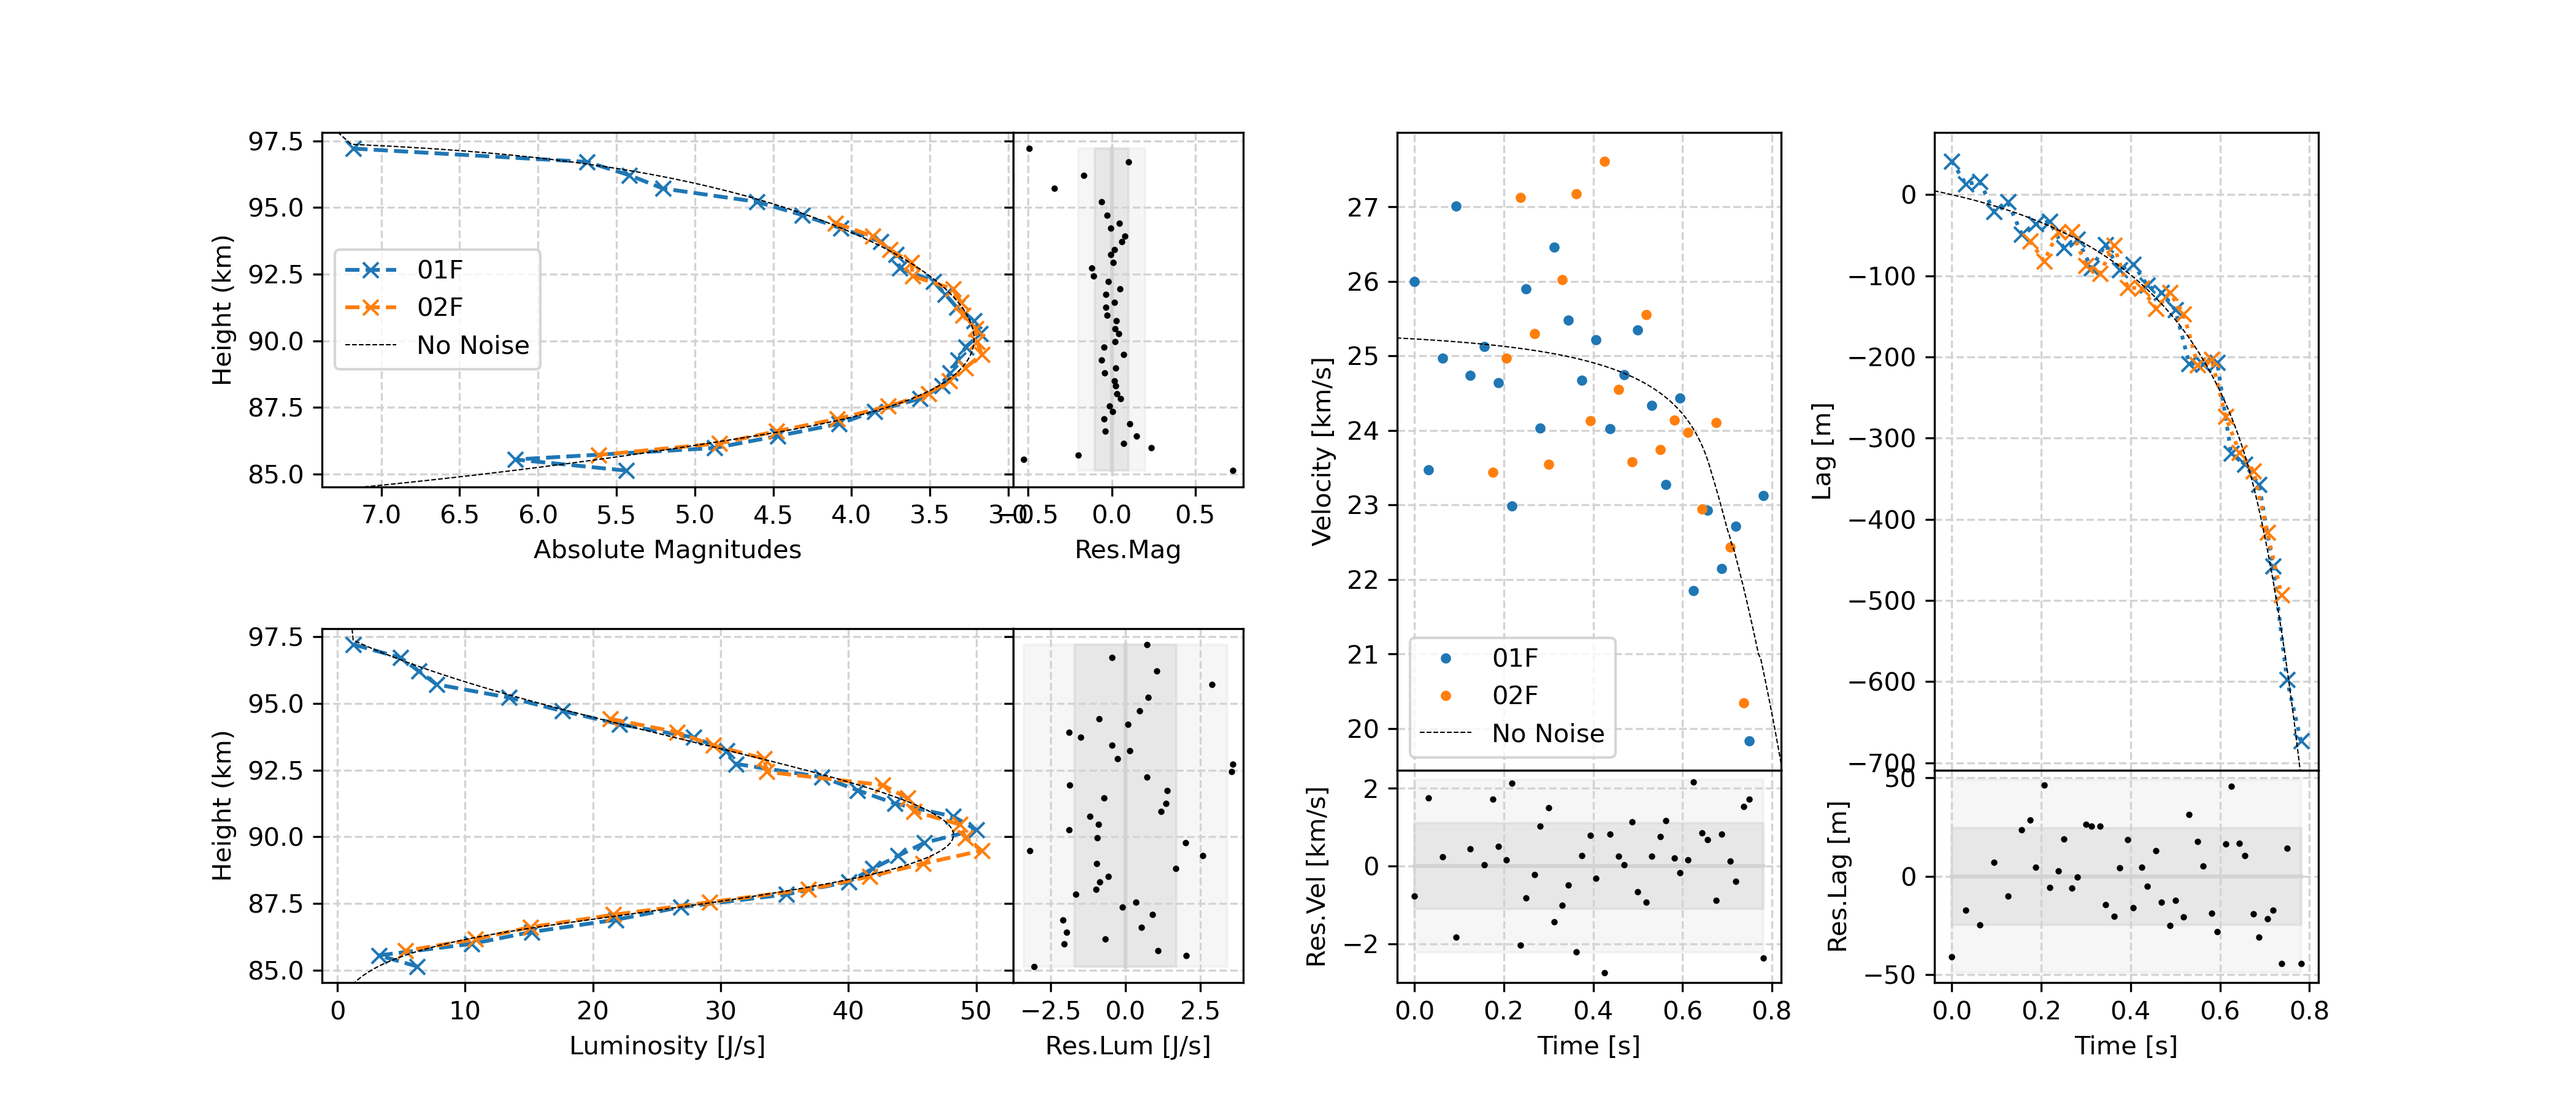 97.5
95.0
92.5
90.0
87.5
85.0
Height (km)
01F
02F
No Noise
7.0 6.5 6.0 5.5 5.0 4.5 4.0 3.5 3.0
Absolute Magnitudes
−0.5 0.0 0.5
Res.Mag
97.5
95.0
92.5
90.0
87.5
85.0
Height (km)
0 10 20 30 40 50
Luminosity [J/s]
−2.5 0.0 2.5
Res.Lum [J/s]
27
26
25
24
23
22
21
20
Velocity [km/s]
01F
02F
No Noise
2
0
−2
Res.Vel [km/s]
0.0 0.2 0.4 0.6 0.8
Time [s]
0
−100
−200
−300
−400
−500
−600
−700
Lag [m]
50
0
−50
Res.Lag [m]
0.0 0.2 0.4 0.6 0.8
Time [s]